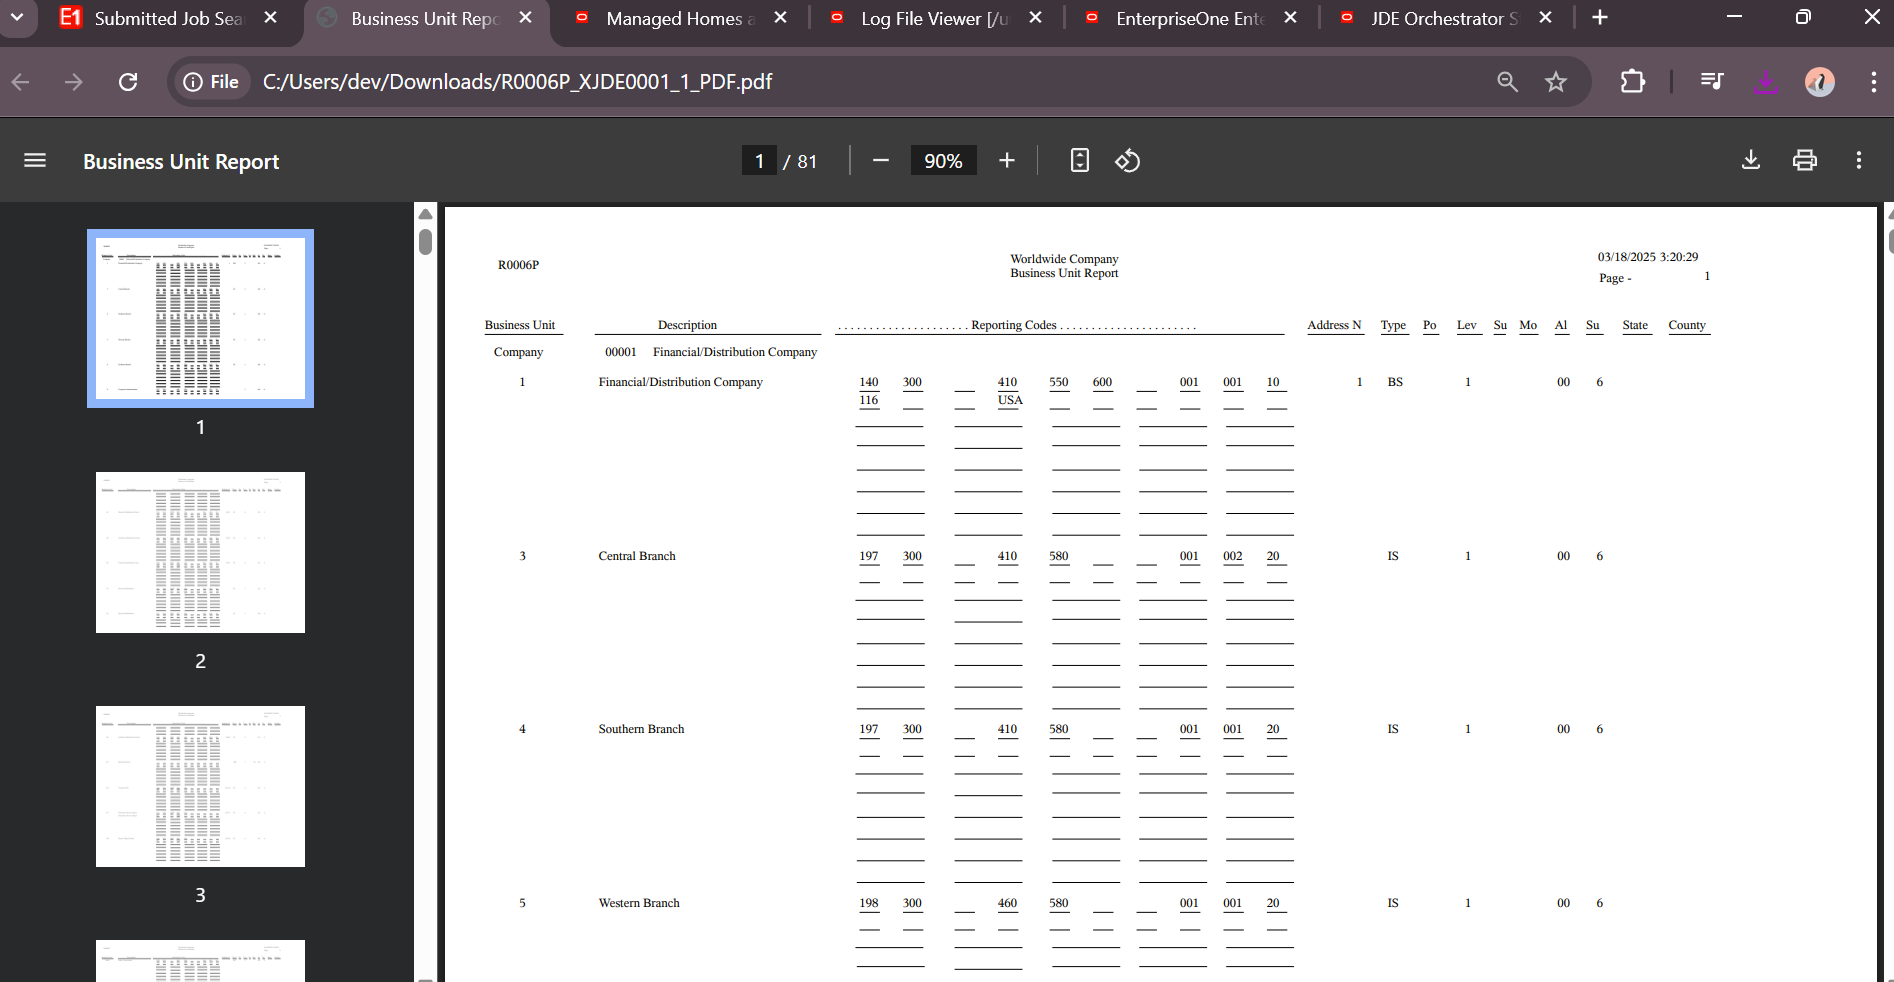 Submitted Job Sea
Business Unit Repo
Managed Homes a
Log File Viewer [/u
EnterpriseOne Ente
JDE Orchestrator S
File C:/Users/dev/Downloads/R0006P_XJDE0001_1_PDF.pdf
Business Unit Report 1 / 81 90%
R0006P Worldwide Company 03/18/2025 3:20:29
Business Unit Report Page - 1
Business Unit Description . . . . . . . . . . . . . . . . . . . . . Reporting Codes . . . . . . . . . . . . . . . . . . . . . . Address N Type Po Lev Su Mo Al Su State County
Company 00001 Financial/Distribution Company
1 Financial/Distribution Company 140 300 410 550 600 001 001 10 1 BS 1 00 6
116 USA
3 Central Branch 197 300 410 580 001 002 20 IS 1 00 6
4 Southern Branch 197 300 410 580 001 001 20 IS 1 00 6
5 Western Branch 198 300 460 580 001 001 20 IS 1 00 6
1
2
3